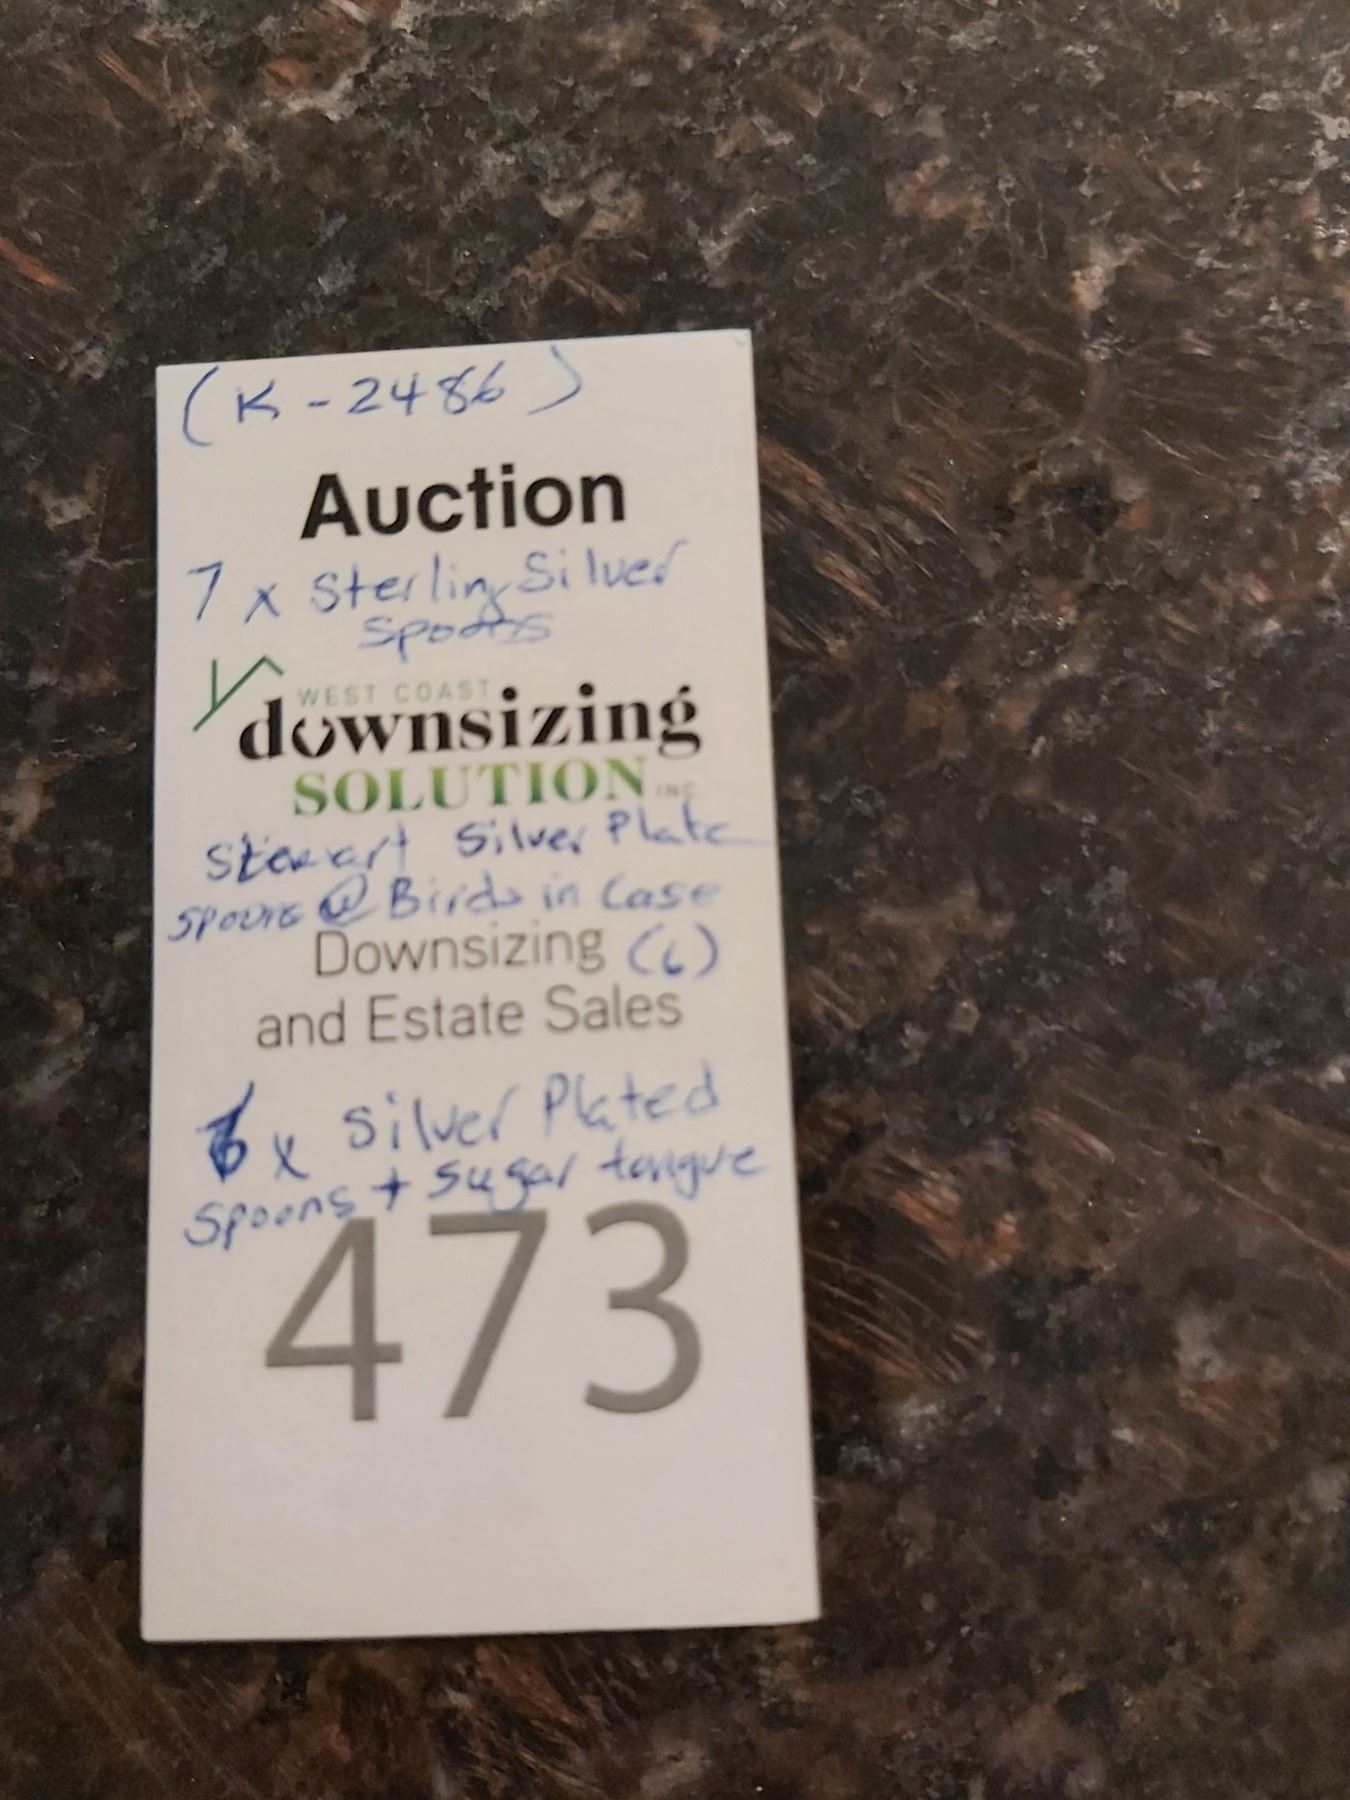 (K-2486)
Auction
7 x Sterling Silver
spoons
WEST COAST
downsizing
SOLUTION INC
Stewart Silver Plate
spoons @ Birds in Case
Downsizing (6)
and Estate Sales
6 x Silver Plated
spoons + sugar tongue
473